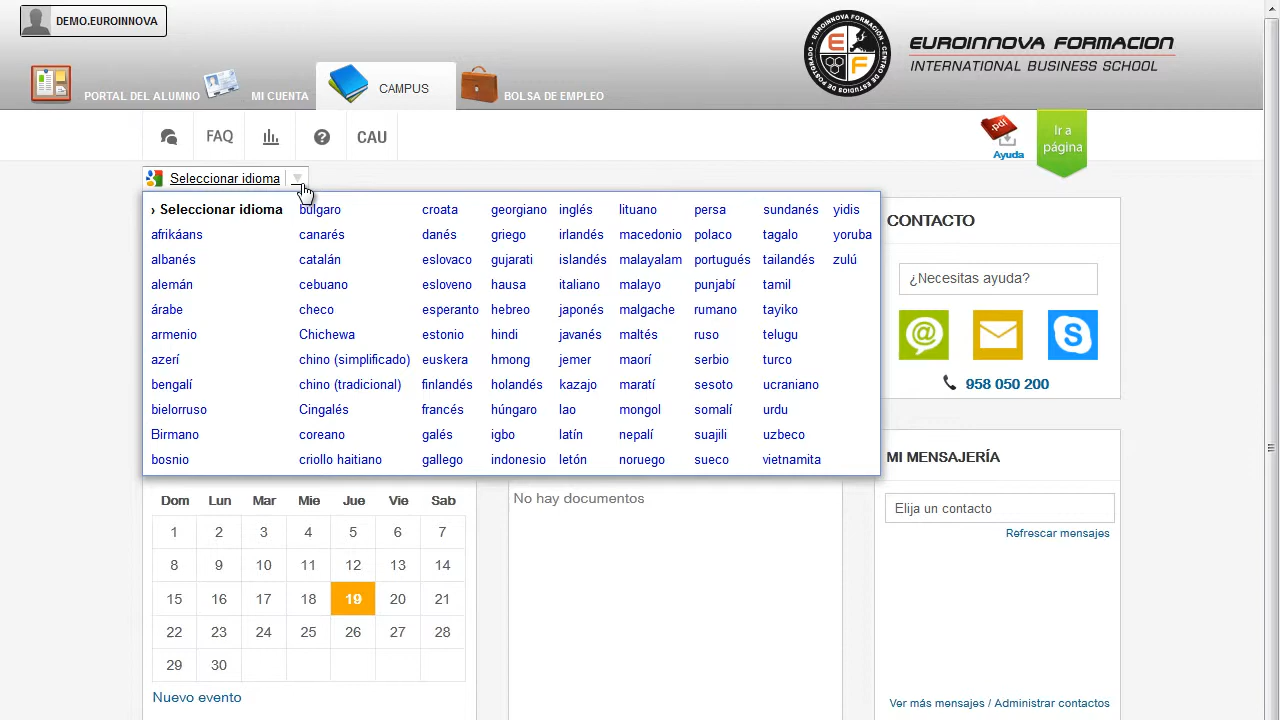 DEMO.EUROINNOVA
EUROINNOVA FORMACIÓN · CENTRO DE ESTUDIOS DE POSTGRADO ·
E
F
EUROINNOVA FORMACION
INTERNATIONAL BUSINESS SCHOOL
PORTAL DEL ALUMNO
MI CUENTA
CAMPUS
BOLSA DE EMPLEO
FAQ
?
CAU
.pdf
Ayuda
Ir a
página
Seleccionar idioma
› Seleccionar idioma
afrikáans
albanés
alemán
árabe
armenio
azerí
bengalí
bielorruso
Birmano
bosnio
búlgaro
canarés
catalán
cebuano
checo
Chichewa
chino (simplificado)
chino (tradicional)
Cingalés
coreano
criollo haitiano
croata
danés
eslovaco
esloveno
esperanto
estonio
euskera
finlandés
francés
galés
gallego
georgiano
griego
gujarati
hausa
hebreo
hindi
hmong
holandés
húngaro
igbo
indonesio
inglés
irlandés
islandés
italiano
japonés
javanés
jemer
kazajo
lao
latín
letón
lituano
macedonio
malayalam
malayo
malgache
maltés
maorí
maratí
mongol
nepalí
noruego
persa
polaco
portugués
punjabí
rumano
ruso
serbio
sesoto
somalí
suajili
sueco
sundanés
tagalo
tailandés
tamil
tayiko
telugu
turco
ucraniano
urdu
uzbeco
vietnamita
yidis
yoruba
zulú
Dom Lun Mar Mie Jue Vie Sab
1 2 3 4 5 6 7
8 9 10 11 12 13 14
15 16 17 18 19 20 21
22 23 24 25 26 27 28
29 30
Nuevo evento
No hay documentos
CONTACTO
¿Necesitas ayuda?
@
S
958 050 200
MI MENSAJERÍA
Elija un contacto
Refrescar mensajes
Ver más mensajes / Administrar contactos